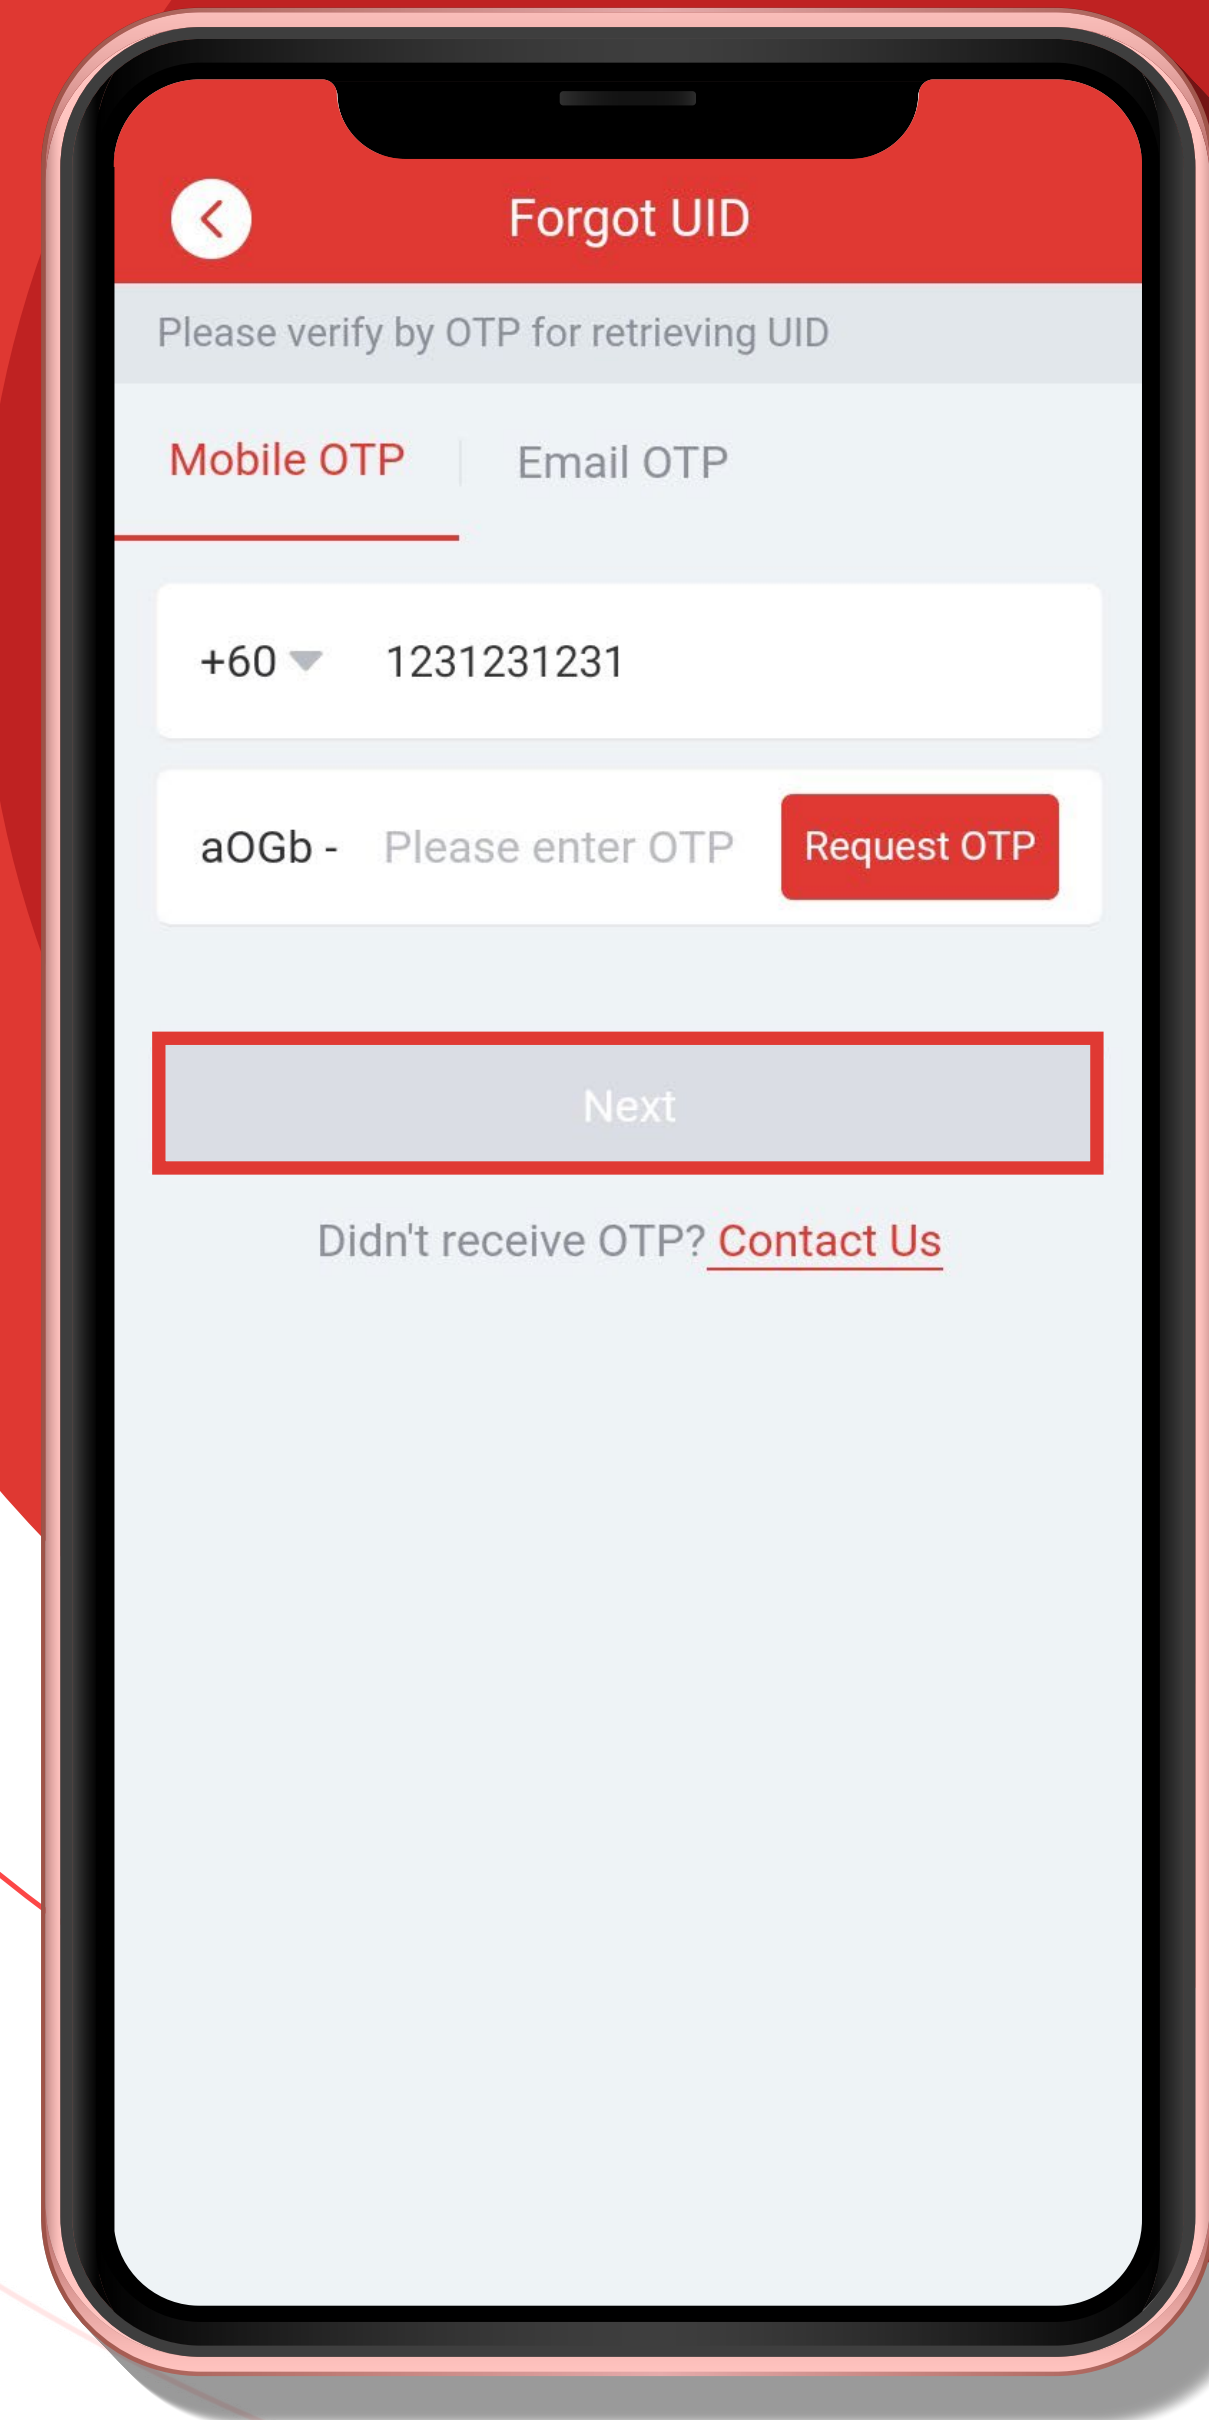 Forgot UID
Please verify by OTP for retrieving UID
Mobile OTP Email OTP
+60 1231231231
aOGb - Please enter OTP Request OTP
Next
Didn't receive OTP? Contact Us